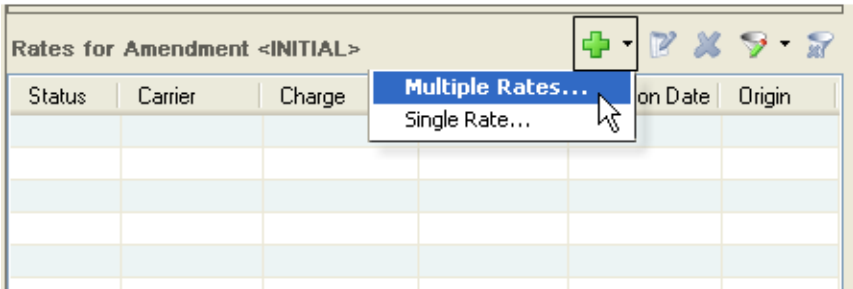 Rates for Amendment <INITIAL>
Multiple Rates...
Single Rate...
Status Carrier Charge on Date Origin